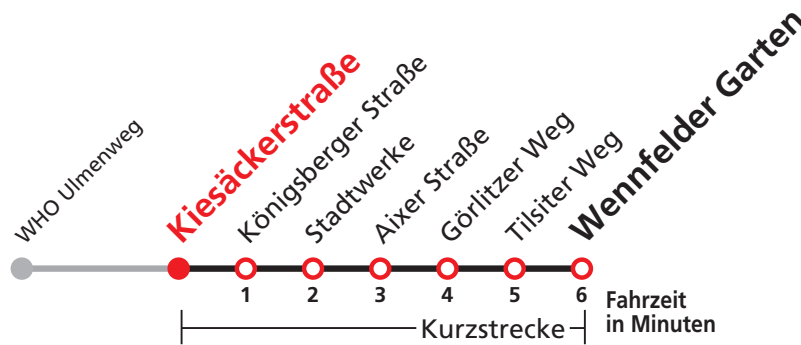 WHO Ulmenweg
Kiesäckerstraße
Königsberger Straße
Stadtwerke
Aixer Straße
Görlitzer Weg
Tilsiter Weg
Wennfelder Garten
1
2
3
4
5
6
Fahrzeit
in Minuten
Kurzstrecke